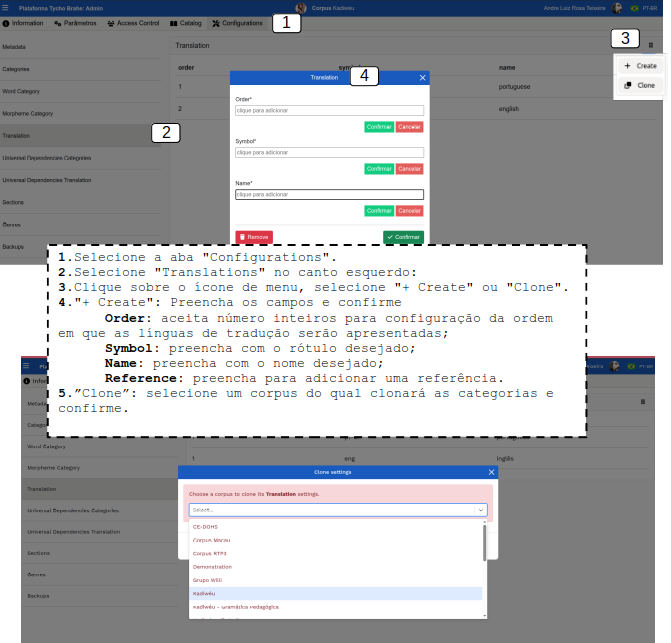 Plataforma Tycho Brahe: Admin
Corpus Kadiwéu
Andre Luiz Rosa Teixeira
PT-BR
Information
Parâmetros
Access Control
Catalog
Configurations
1
3
Metadata
Translation
Categories
order
name
+ Create
Clone
Translation
4
Word Category
1
portuguese
Order*
clique para adicionar
Morpheme Category
2
english
Confirmar Cancelar
Translation
2
Symbol*
clique para adicionar
Universal Dependencies Categories
Confirmar Cancelar
Universal Dependencies Translation
Name*
clique para adicionar
Sections
Confirmar Cancelar
Genres
Remove
Confirmar
Backups
1.Selecione a aba "Configurations".
2.Selecione "Translations" no canto esquerdo:
3.Clique sobre o ícone de menu, selecione "+ Create" ou "Clone".
4."+ Create": Preencha os campos e confirme
Order: aceita número inteiros para configuração da ordem
em que as línguas de tradução serão apresentadas;
Symbol: preencha com o rótulo desejado;
Name: preencha com o nome desejado;
Reference: preencha para adicionar uma referência.
5.”Clone”: selecione um corpus do qual clonará as categorias e
confirme.
PT-BR
Word Category
1
eng
inglês
Morpheme Category
Clone settings
Translation
Choose a corpus to clone its Translation settings.
Universal Dependencies Categories
Select...
Universal Dependencies Translation
CE-DOHS
Corpus Macau
Sections
Corpus RTP3
Demonstration
Genres
Grupo WIili
Backups
Kadiwéu
Kadiwéu - Gramática Pedagógica